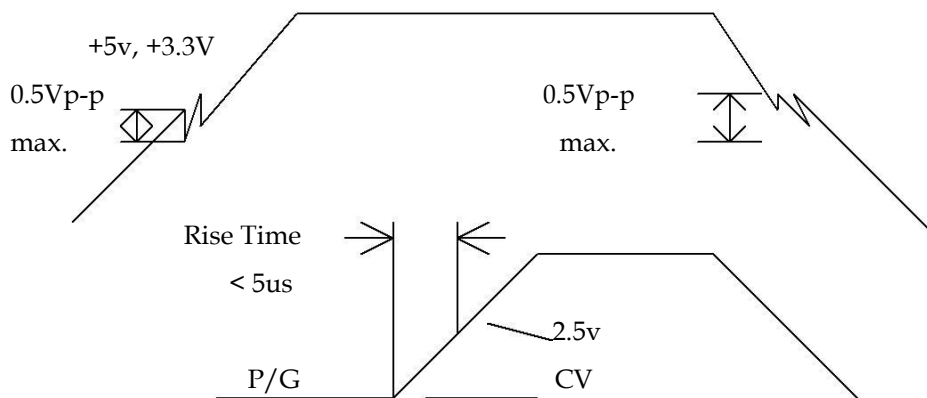 +5v, +3.3V
0.5Vp-p
max.
0.5Vp-p
max.
Rise Time
< 5us
2.5v
P/G
CV